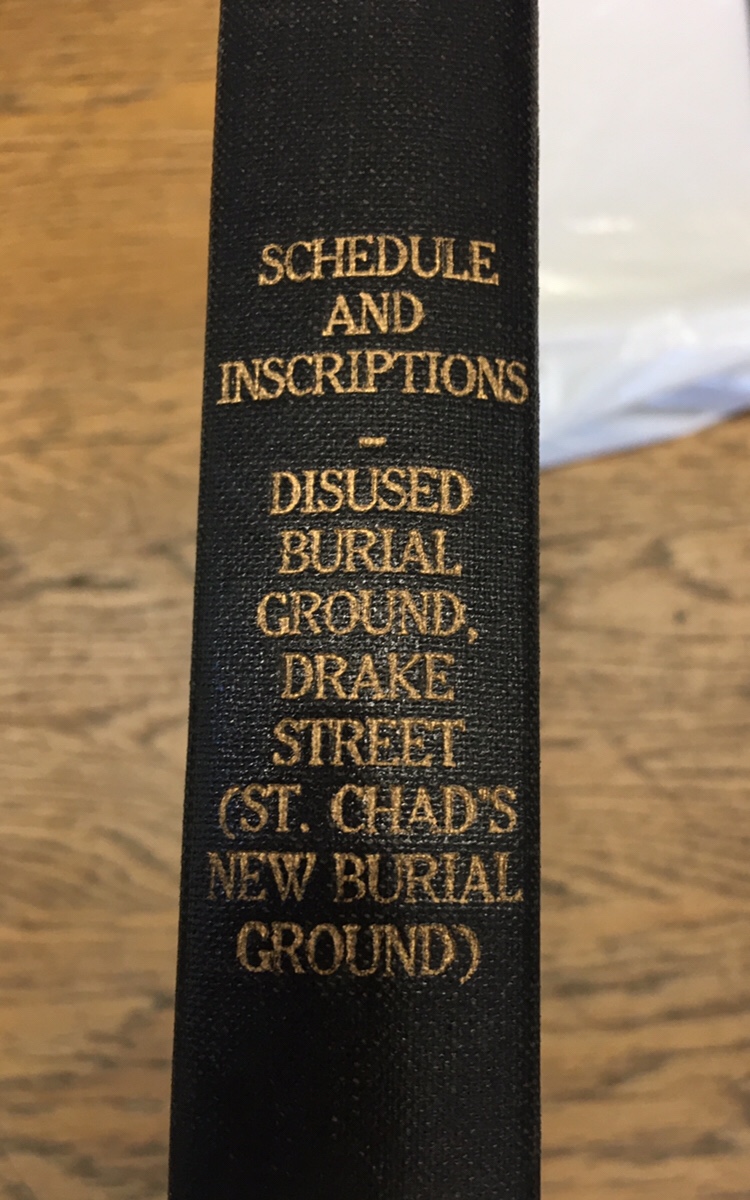 SCHEDULE
AND
INSCRIPTIONS
-
DISUSED
BURIAL
GROUND,
DRAKE
STREET
(ST. CHAD'S
NEW BURIAL
GROUND)